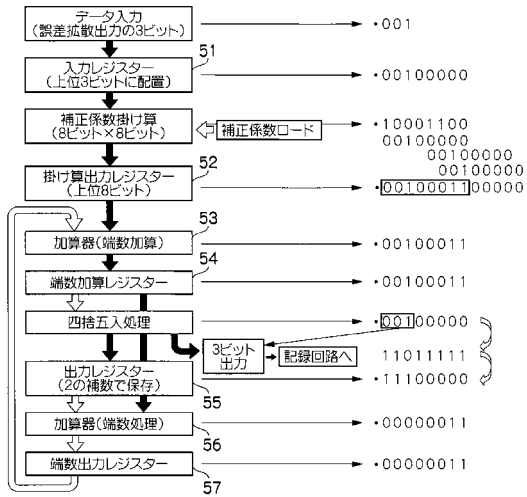 データ入力
(誤差拡散出力の3ビット)
・001
51
入力レジスター
(上位3ビットに配置)
・00100000
補正係数掛け算
(8ビット×8ビット)
補正係数ロード
・10001100
00100000
00100000
00100000
52
掛け算出力レジスター
(上位8ビット)
・0010001100000
53
加算器(端数加算)
・00100011
54
端数加算レジスター
・00100011
四捨五入処理
・00100000
3ビット
出力
記録回路へ
11011111
出力レジスター
(2の補数で保存)
・11100000
55
加算器(端数処理)
・00000011
56
端数出力レジスター
・00000011
57